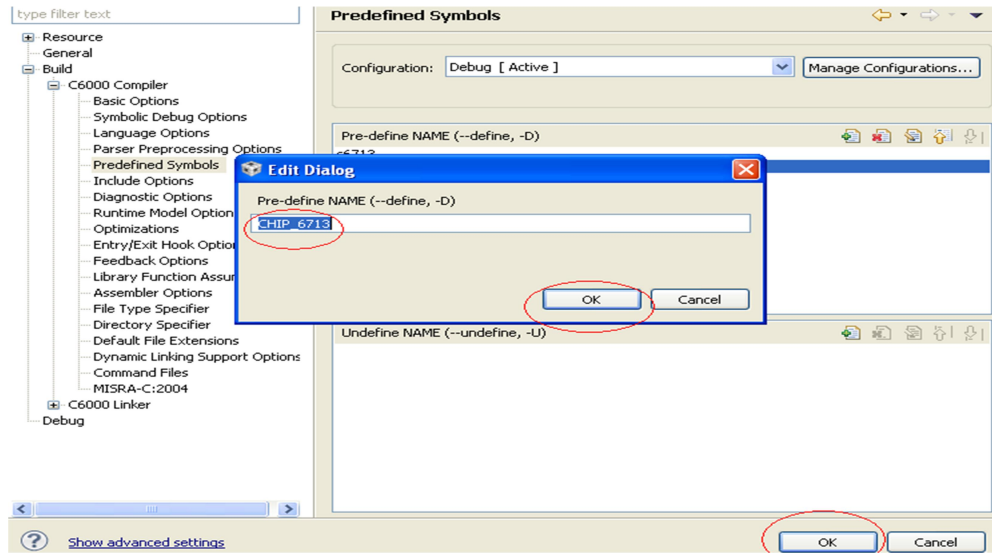 type filter text
Resource
General
Build
C6000 Compiler
Basic Options
Symbolic Debug Options
Language Options
Parser Preprocessing Options
Predefined Symbols
Include Options
Diagnostic Options
Runtime Model Option
Optimizations
Entry/Exit Hook Optio
Feedback Options
Library Function Assur
Assembler Options
File Type Specifier
Directory Specifier
Default File Extensions
Dynamic Linking Support Options
Command Files
MISRA-C:2004
C6000 Linker
Debug
Predefined Symbols
Configuration: Debug [ Active ] Manage Configurations...
Pre-define NAME (--define, -D)
c6713
Edit Dialog
Pre-define NAME (--define, -D)
CHIP_6713
OK Cancel
Undefine NAME (--undefine, -U)
? Show advanced settings
OK Cancel